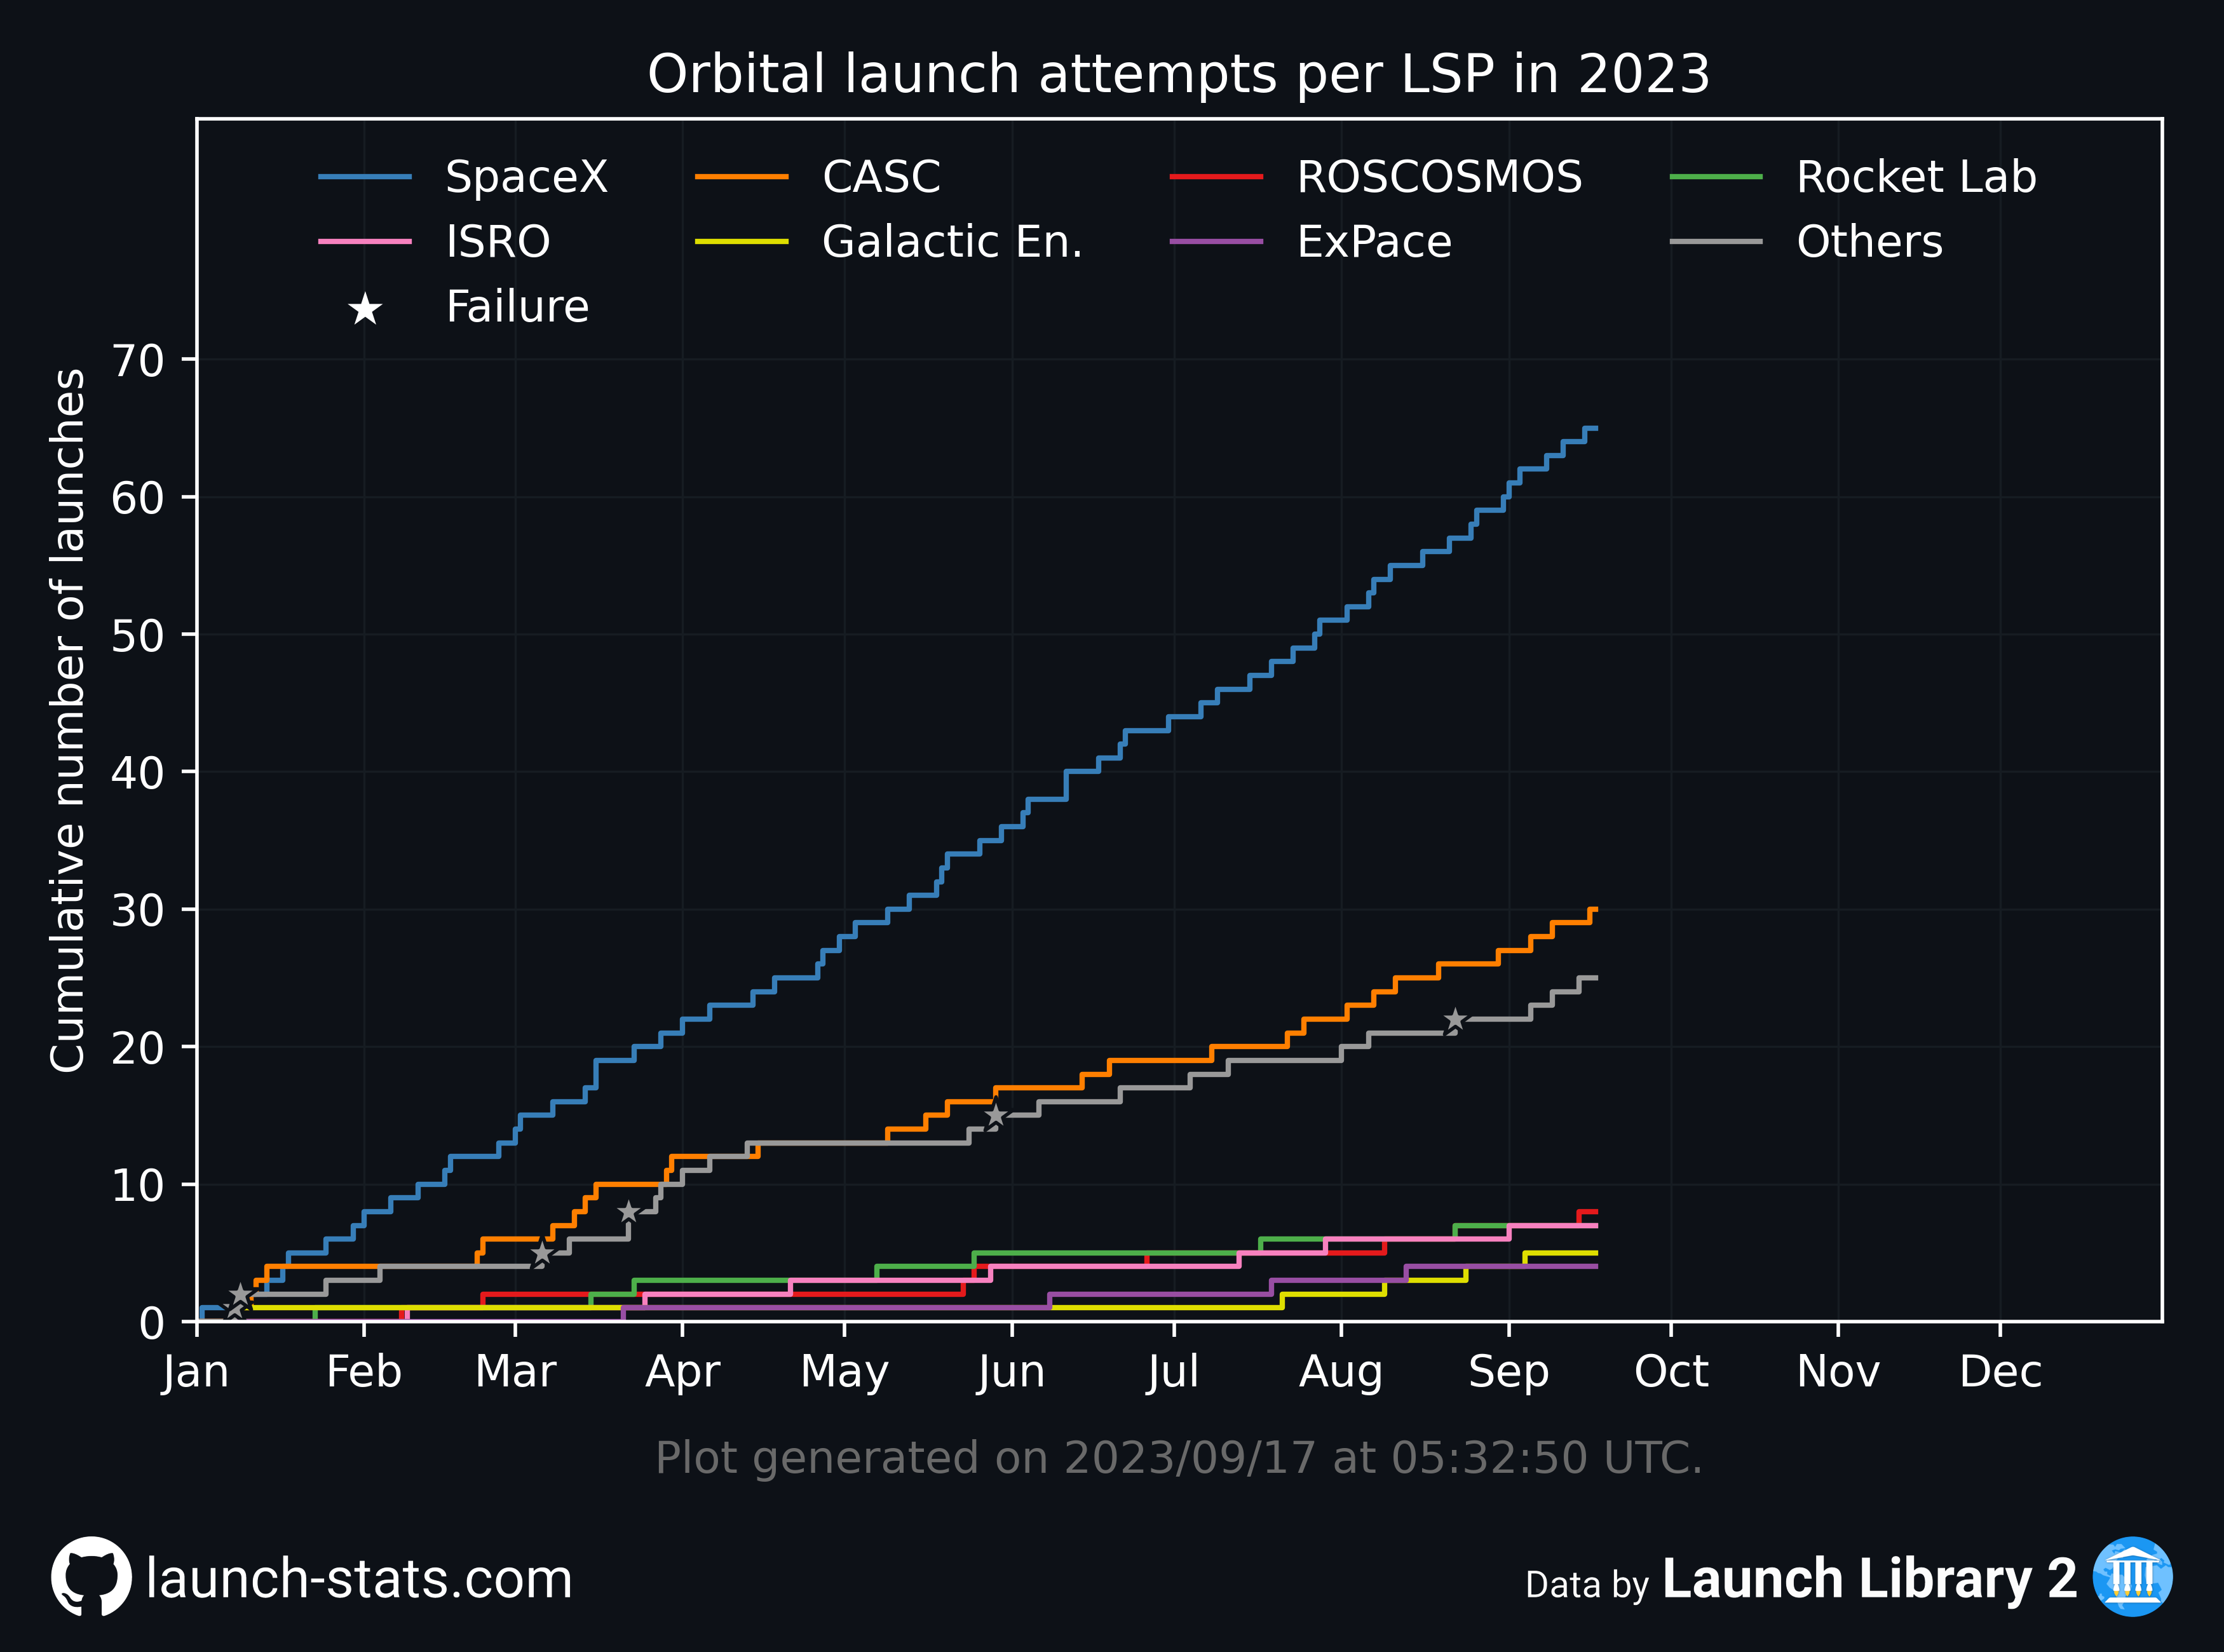 Orbital launch attempts per LSP in 2023
SpaceX CASC ROSCOSMOS Rocket Lab
ISRO Galactic En. ExPace Others
Failure
Cumulative number of launches
70
60
50
40
30
20
10
0
Jan Feb Mar Apr May Jun Jul Aug Sep Oct Nov Dec
Plot generated on 2023/09/17 at 05:32:50 UTC.
launch-stats.com
Data by Launch Library 2